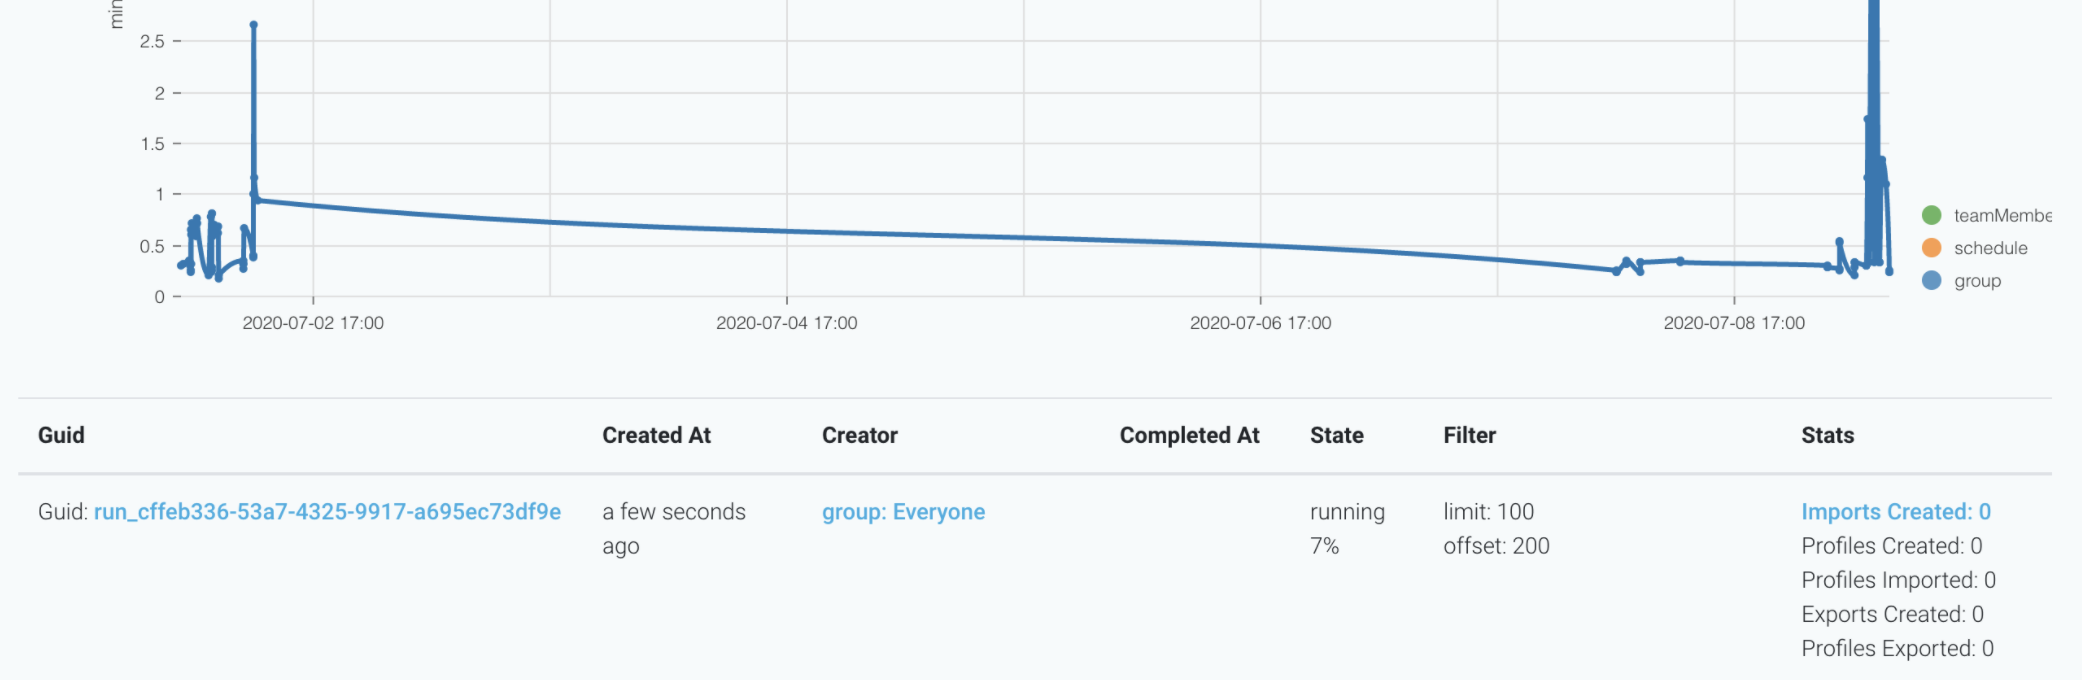 min
2.5
2
1.5
1
0.5
0
2020-07-02 17:00
2020-07-04 17:00
2020-07-06 17:00
2020-07-08 17:00
teamMembe
schedule
group
Guid Created At Creator Completed At State Filter Stats
Guid: run_cffeb336-53a7-4325-9917-a695ec73df9e a few seconds group: Everyone running limit: 100 Imports Created: 0
ago 7% offset: 200 Profiles Created: 0
Profiles Imported: 0
Exports Created: 0
Profiles Exported: 0